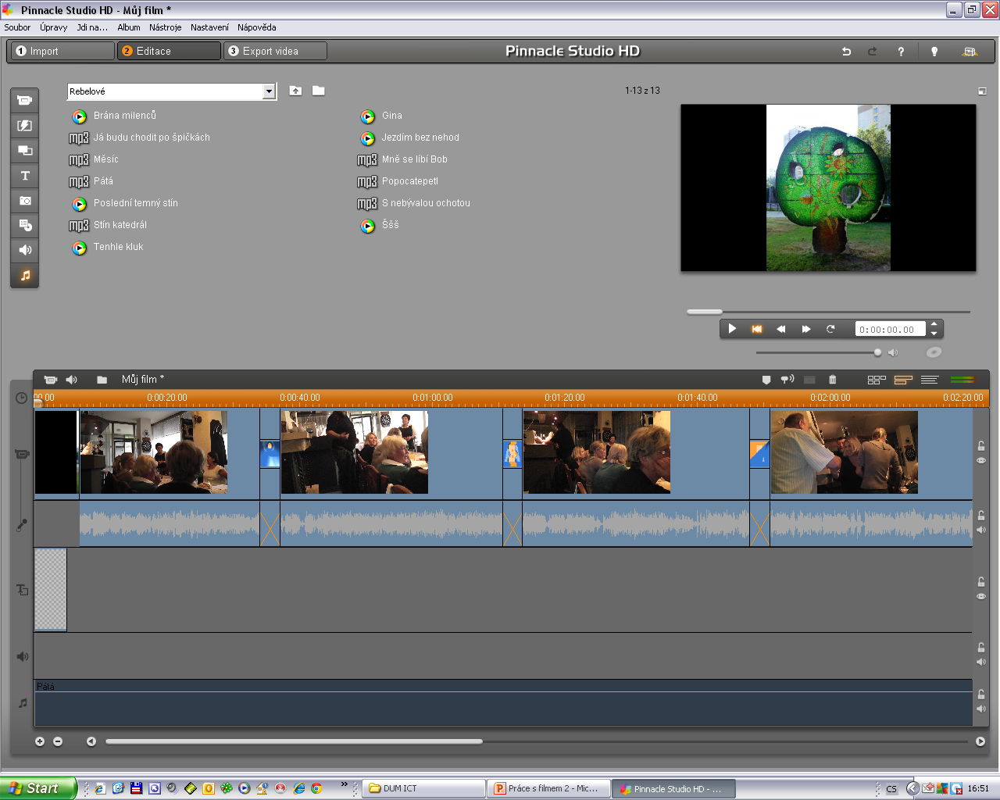 Pinnacle Studio HD - Můj film *
Soubor Úpravy Jdi na... Album Nástroje Nastavení Nápověda
1 Import 2 Editace 3 Export videa Pinnacle Studio HD ?
Rebelové 1-13 z 13
Brána milenců Gina
mp3 Já budu chodit po špičkách Jezdím bez nehod
mp3 Měsíc mp3 Mně se líbí Bob
mp3 Pátá mp3 Popocatepetl
Poslední temný stín mp3 S nebývalou ochotou
mp3 Stín katedrál Ššš
Tenhle kluk
T
0:00:00.00
Můj film *
00.00 0:00:20.00 0:00:40.00 0:01:00.00 0:01:20.00 0:01:40.00 0:02:00.00 0:02:20.00
Pátá
Start » DUM ICT Práce s filmem 2 - Mic... Pinnacle Studio HD - ... CS 16:51